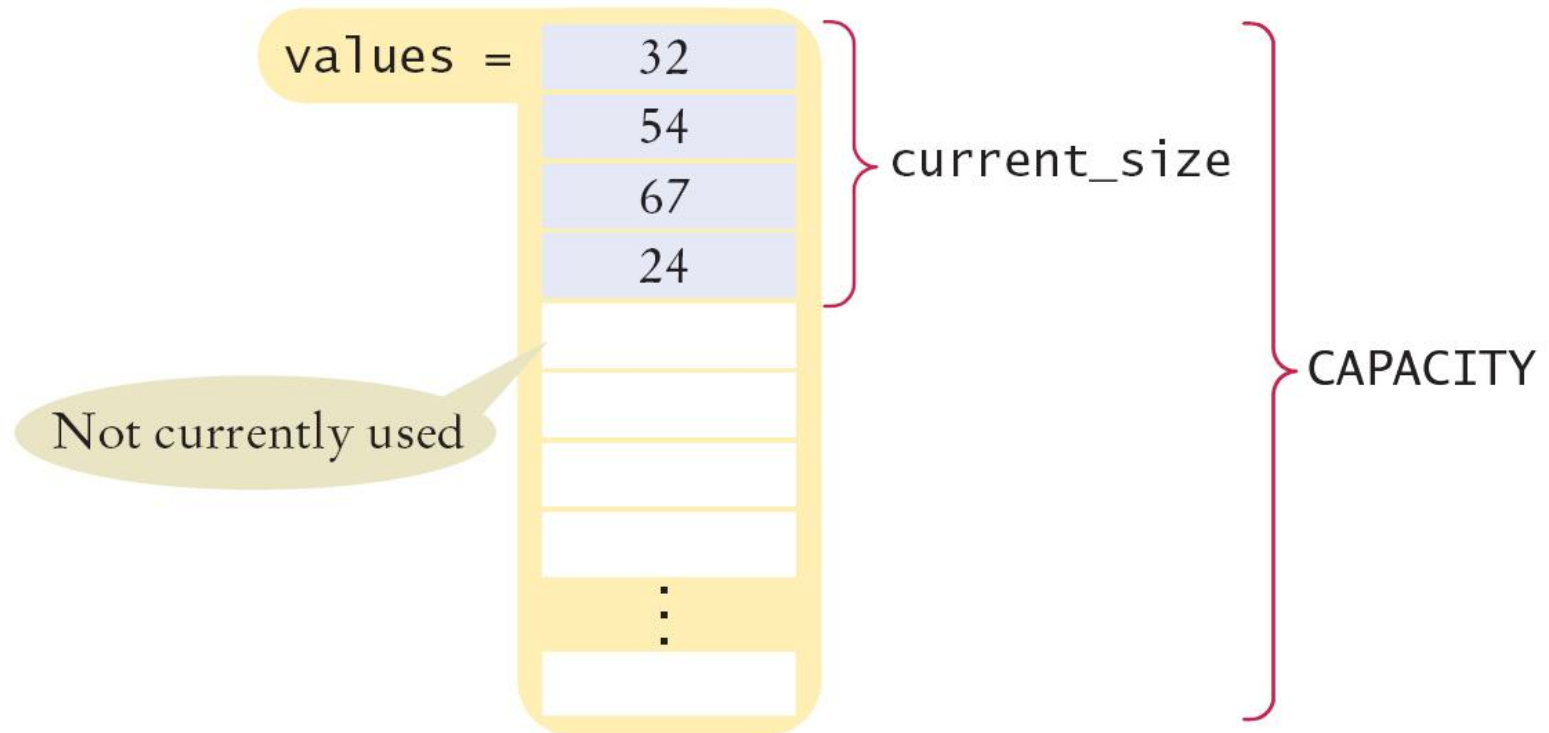 values = 32
54
67
24
current_size
CAPACITY
Not currently used